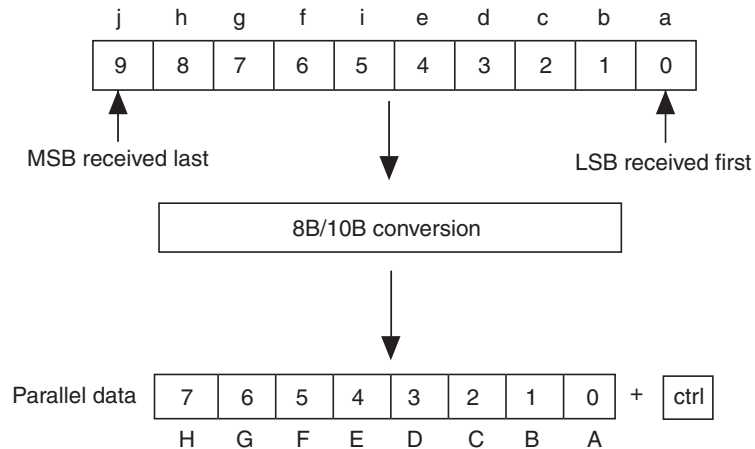 j h g f i e d c b a
9 8 7 6 5 4 3 2 1 0
MSB received last LSB received first
8B/10B conversion
Parallel data 7 6 5 4 3 2 1 0 + ctrl
H G F E D C B A